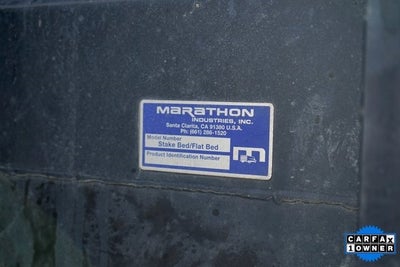 MARATHON
INDUSTRIES, INC.
Santa Clarita, CA 91380 U.S.A.
Ph: (661) 286-1520
Model Number
Stake Bed/Flat Bed
Product Identification Number
m
CARFAX
1 OWNER